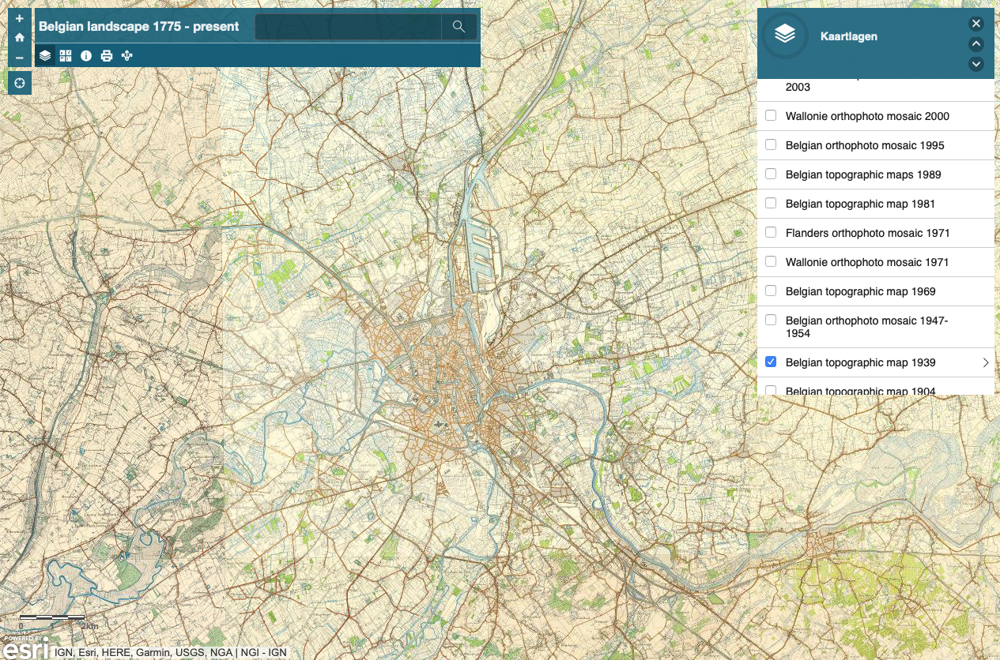 Belgian landscape 1775 - present
Kaartlagen
2003
Wallonie orthophoto mosaic 2000
Belgian orthophoto mosaic 1995
Belgian topographic maps 1989
Belgian topographic map 1981
Flanders orthophoto mosaic 1971
Wallonie orthophoto mosaic 1971
Belgian topographic map 1969
Belgian orthophoto mosaic 1947-
1954
Belgian topographic map 1939
Belgian topographic map 1904
0 2km
POWERED BY
esri
IGN, Esri, HERE, Garmin, USGS, NGA | NGI - IGN